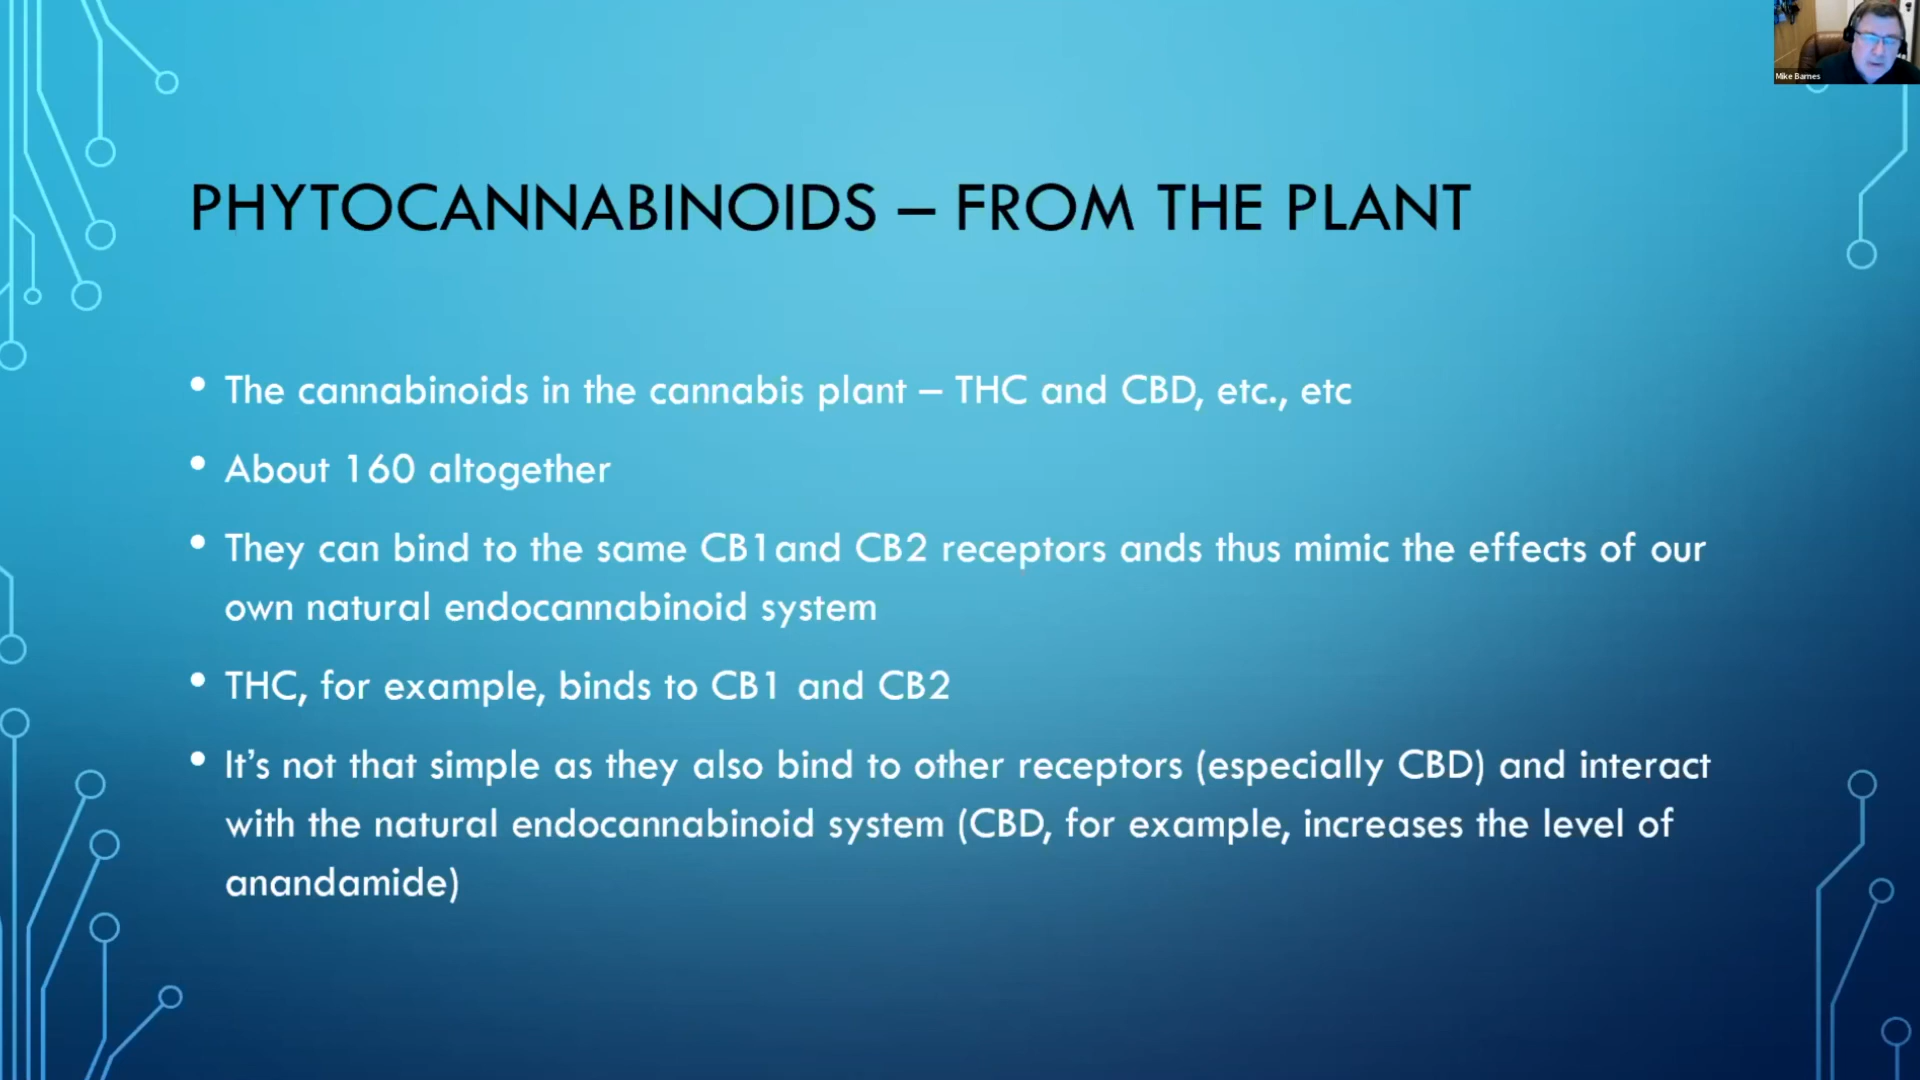 Mike Barnes
PHYTOCANNABINOIDS – FROM THE PLANT
• The cannabinoids in the cannabis plant – THC and CBD, etc., etc
• About 160 altogether
• They can bind to the same CB1and CB2 receptors ands thus mimic the effects of our
own natural endocannabinoid system
• THC, for example, binds to CB1 and CB2
• It’s not that simple as they also bind to other receptors (especially CBD) and interact
with the natural endocannabinoid system (CBD, for example, increases the level of
anandamide)